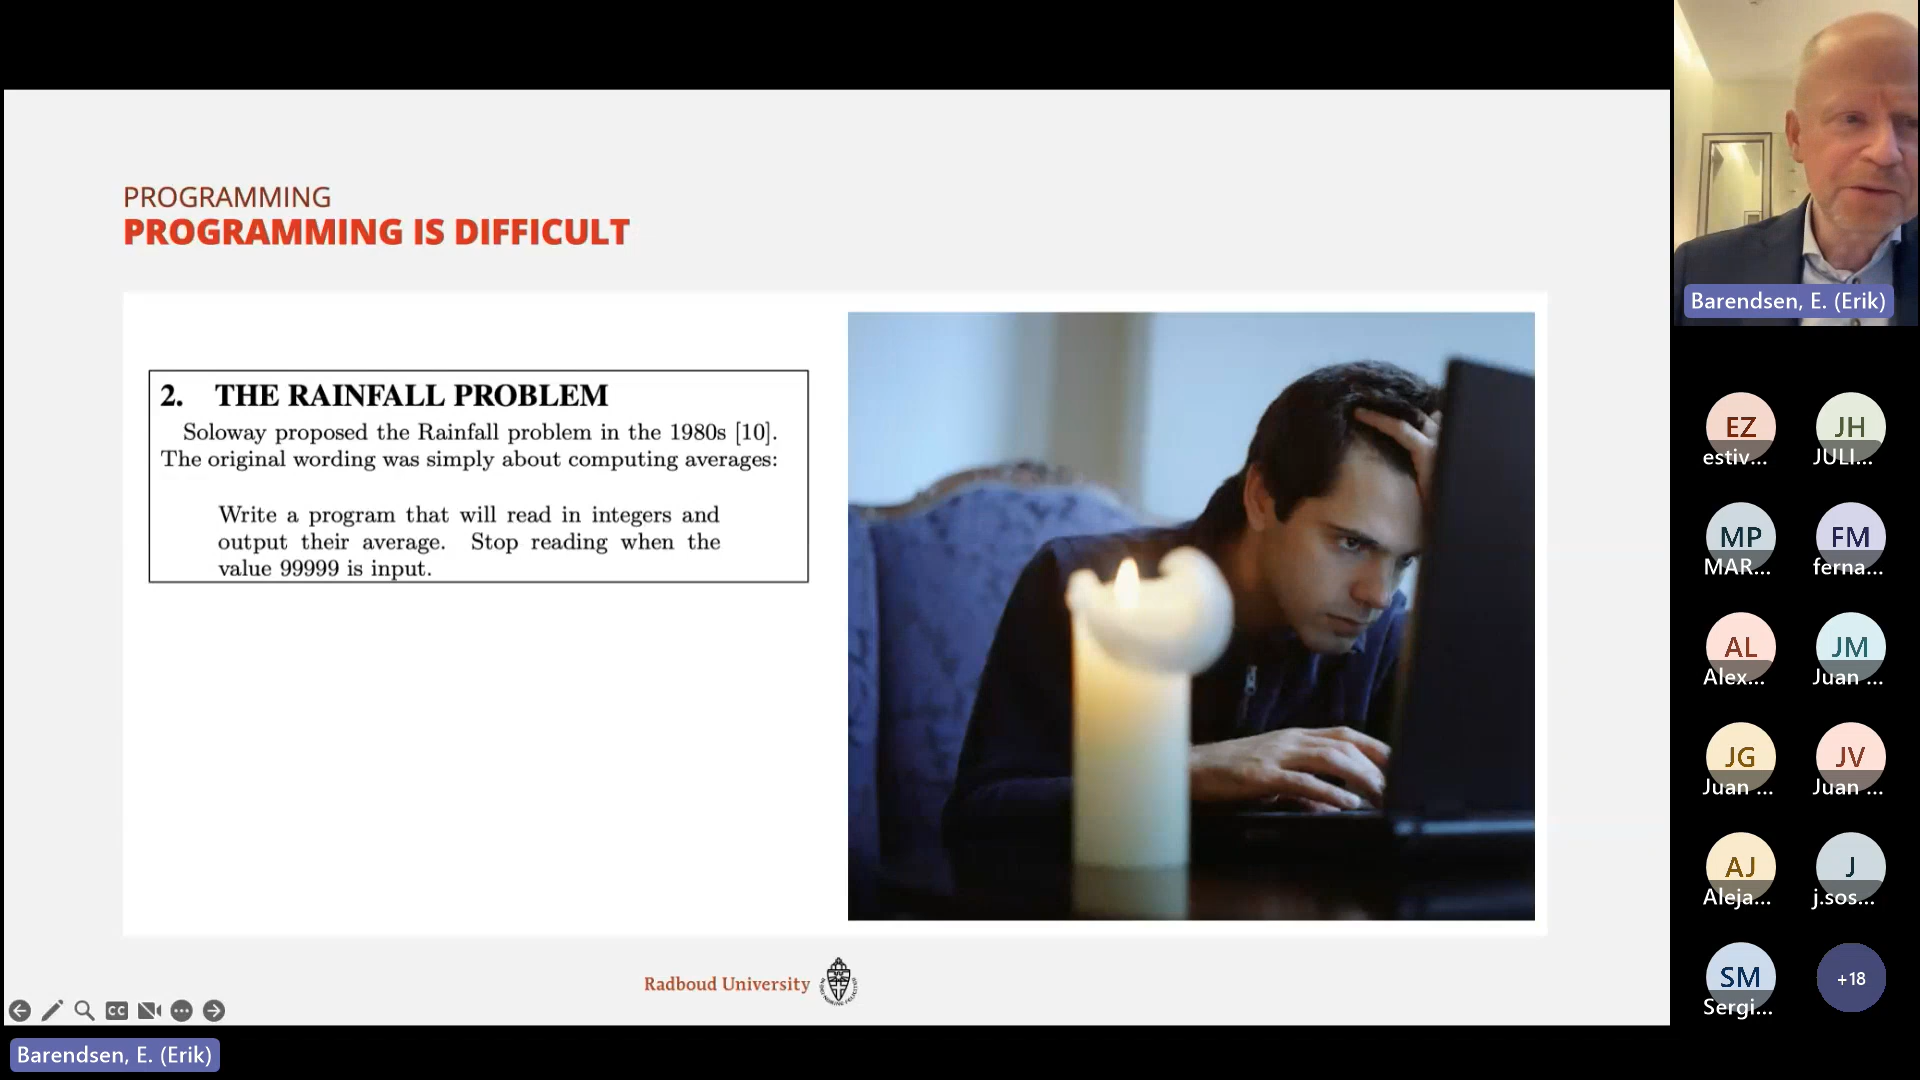 PROGRAMMING
PROGRAMMING IS DIFFICULT
2. THE RAINFALL PROBLEM
Soloway proposed the Rainfall problem in the 1980s [10].
The original wording was simply about computing averages:
Write a program that will read in integers and
output their average. Stop reading when the
value 99999 is input.
Radboud University
CC
Barendsen, E. (Erik)
Barendsen, E. (Erik)
EZ
estiv...
JH
JULI...
MP
MAR...
FM
ferna...
AL
Alex...
JM
Juan ...
JG
Juan ...
JV
Juan ...
AJ
Aleja...
J
j.sos...
SM
Sergi...
+18